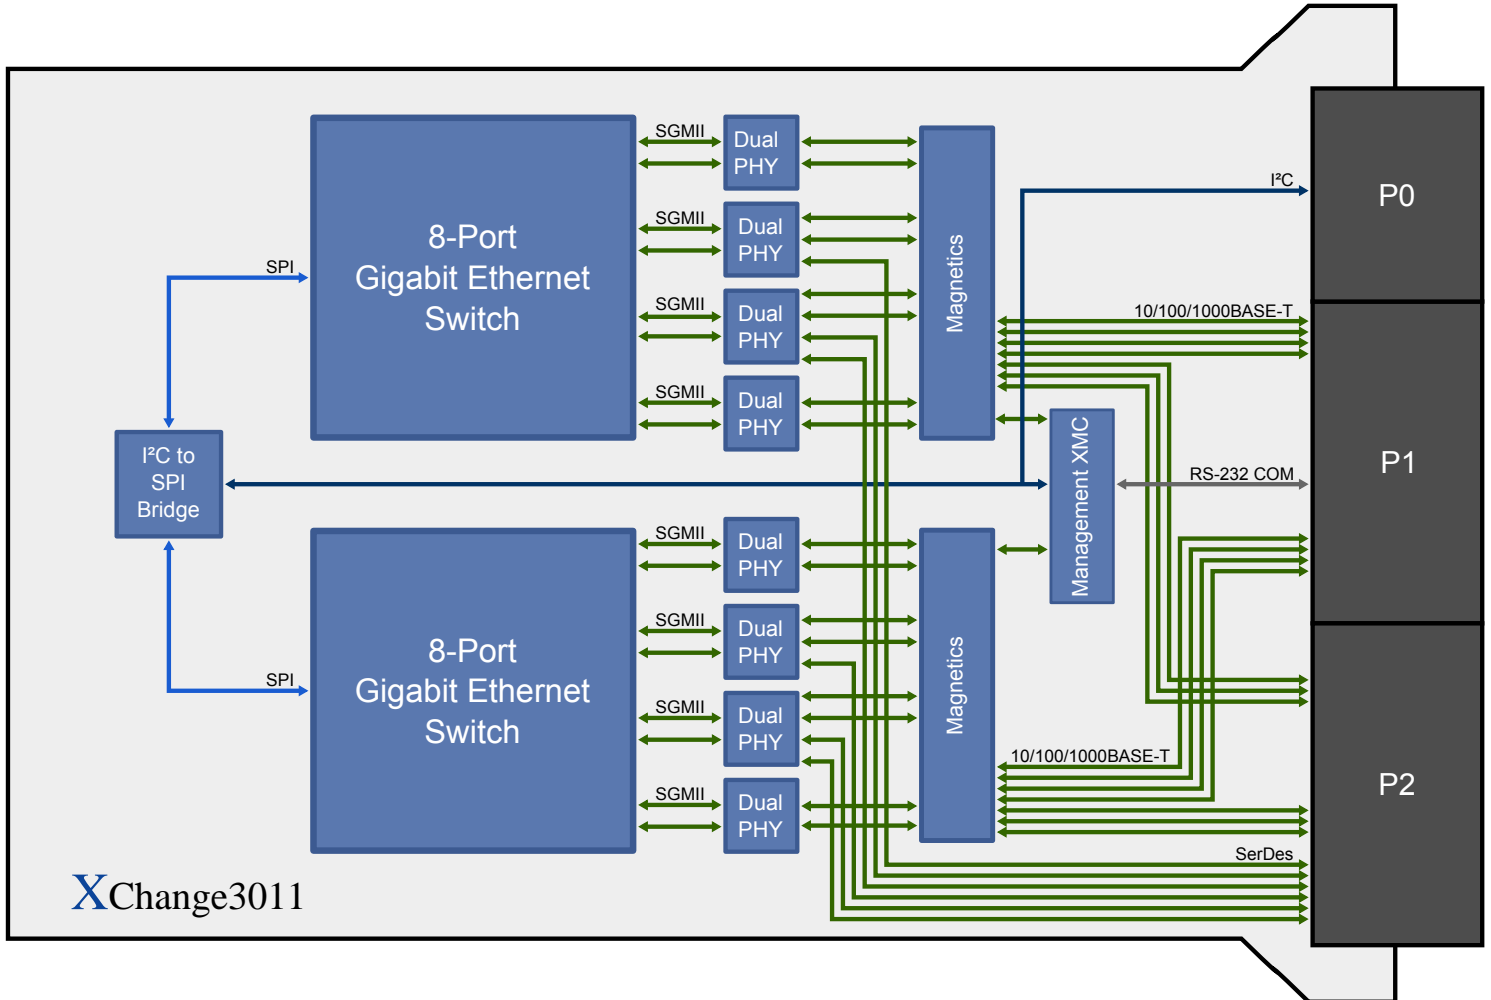 SGMII
Dual
PHY
I²C
P0
8-Port
Gigabit Ethernet
Switch
SGMII
Dual
PHY
Magnetics
SPI
SGMII
Dual
PHY
10/100/1000BASE-T
SGMII
Dual
PHY
I²C to
SPI
Bridge
Management XMC
RS-232 COM
P1
SGMII
Dual
PHY
8-Port
Gigabit Ethernet
Switch
SGMII
Dual
PHY
Magnetics
SPI
SGMII
Dual
PHY
10/100/1000BASE-T
P2
SGMII
Dual
PHY
SerDes
XChange3011